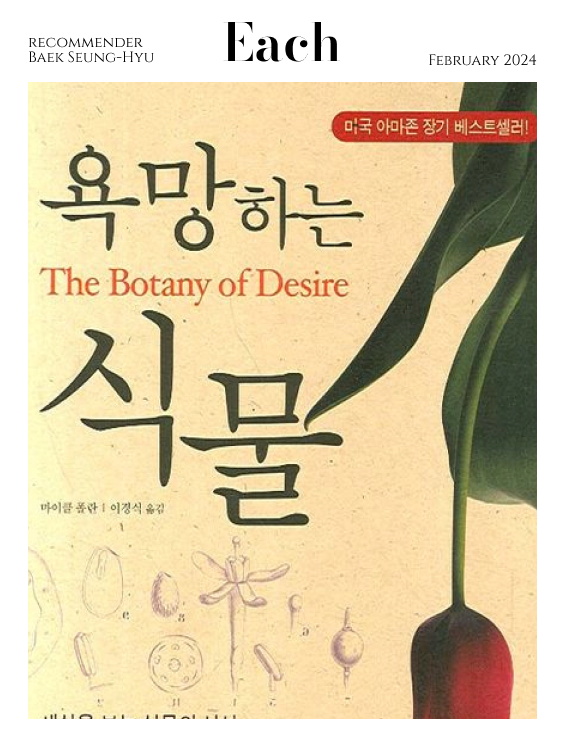 RECOMMENDER
BAEK SEUNG-HYU
Each
FEBRUARY 2024
미국 아마존 장기 베스트셀러!
욕망하는
The Botany of Desire
식물
마이클 폴란 | 이경식 옮김